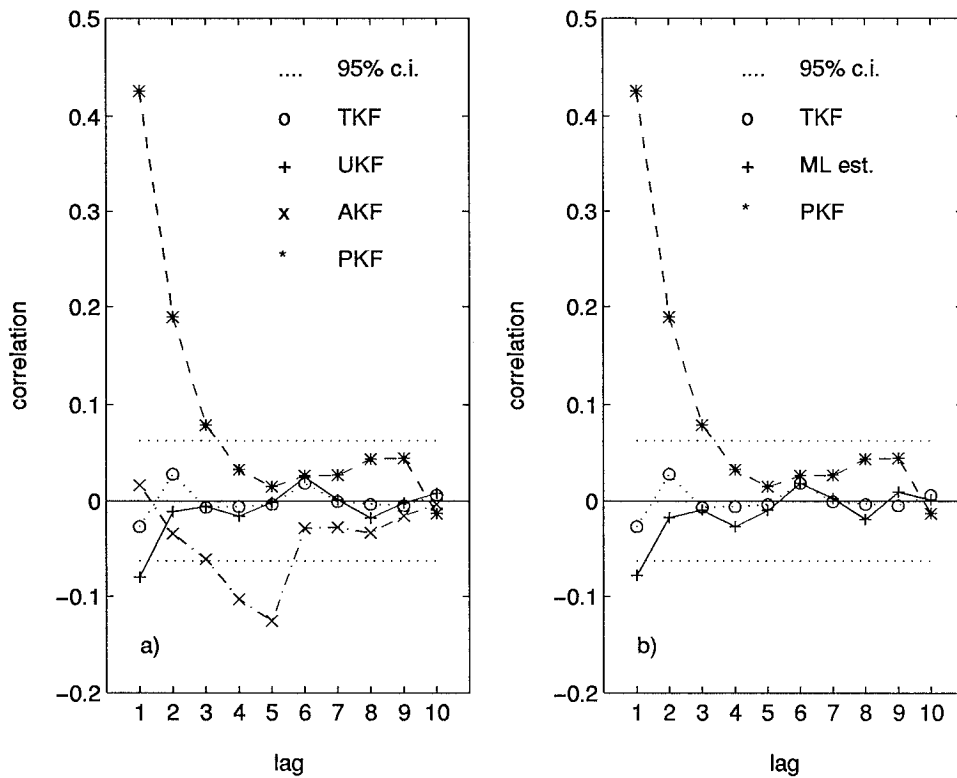 0.5
0.4
0.3
0.2
0.1
0
−0.1
−0.2
correlation
.... 95% c.i.
o TKF
+ UKF
x AKF
* PKF
a)
1 2 3 4 5 6 7 8 9 10
lag
0.5
0.4
0.3
0.2
0.1
0
−0.1
−0.2
correlation
.... 95% c.i.
o TKF
+ ML est.
* PKF
b)
1 2 3 4 5 6 7 8 9 10
lag